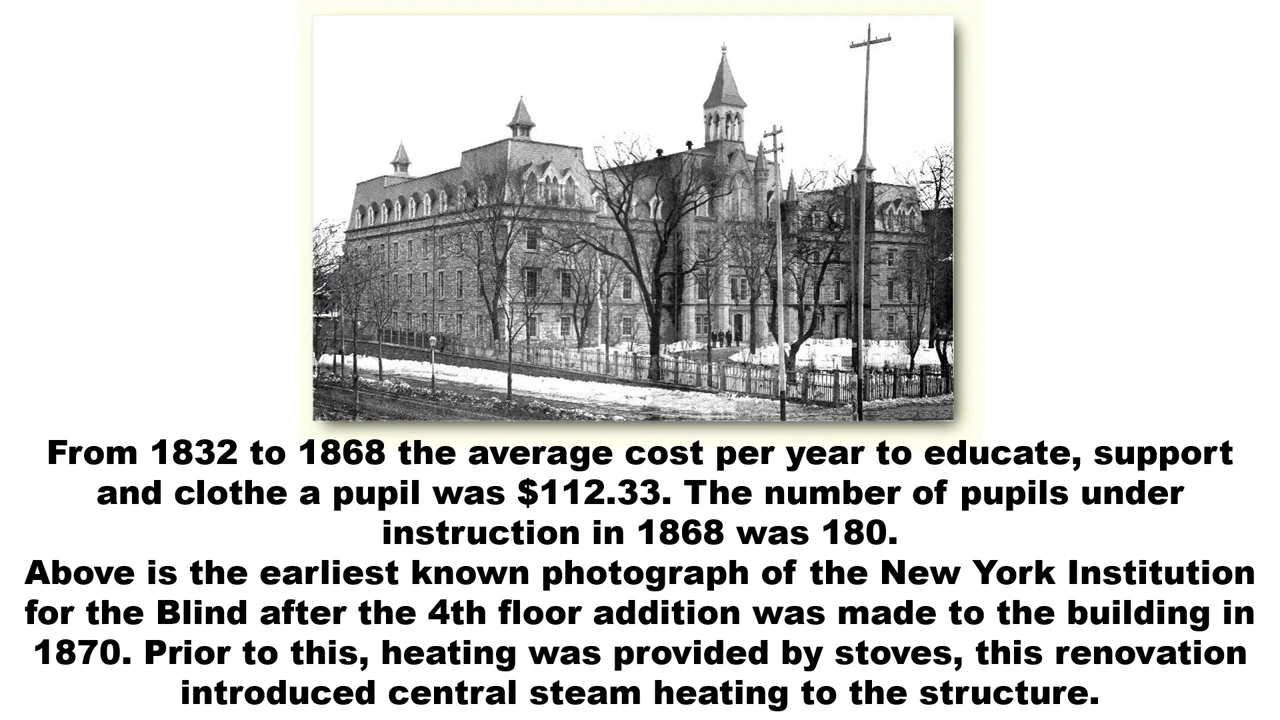 From 1832 to 1868 the average cost per year to educate, support
and clothe a pupil was $112.33. The number of pupils under
instruction in 1868 was 180.
Above is the earliest known photograph of the New York Institution
for the Blind after the 4th floor addition was made to the building in
1870. Prior to this, heating was provided by stoves, this renovation
introduced central steam heating to the structure.